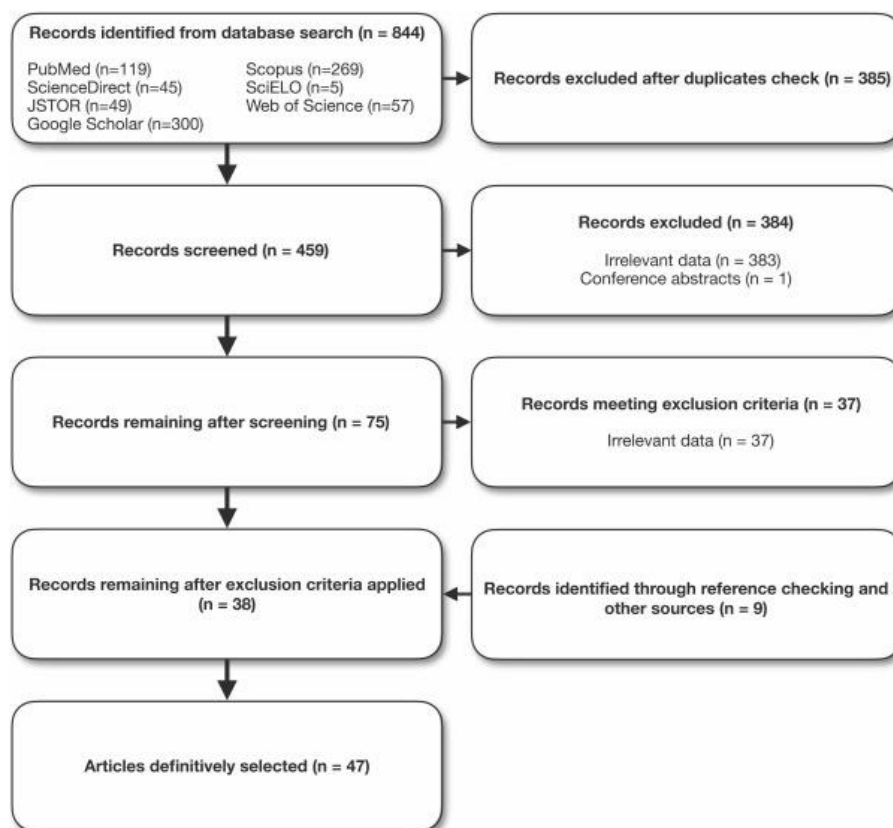 Records identified from database search (n = 844)
PubMed (n=119)
ScienceDirect (n=45)
JSTOR (n=49)
Google Scholar (n=300)
Scopus (n=269)
SciELO (n=5)
Web of Science (n=57)
Records excluded after duplicates check (n = 385)
Records screened (n = 459)
Records excluded (n = 384)
Irrelevant data (n = 383)
Conference abstracts (n = 1)
Records remaining after screening (n = 75)
Records meeting exclusion criteria (n = 37)
Irrelevant data (n = 37)
Records remaining after exclusion criteria applied
(n = 38)
Records identified through reference checking and
other sources (n = 9)
Articles definitively selected (n = 47)